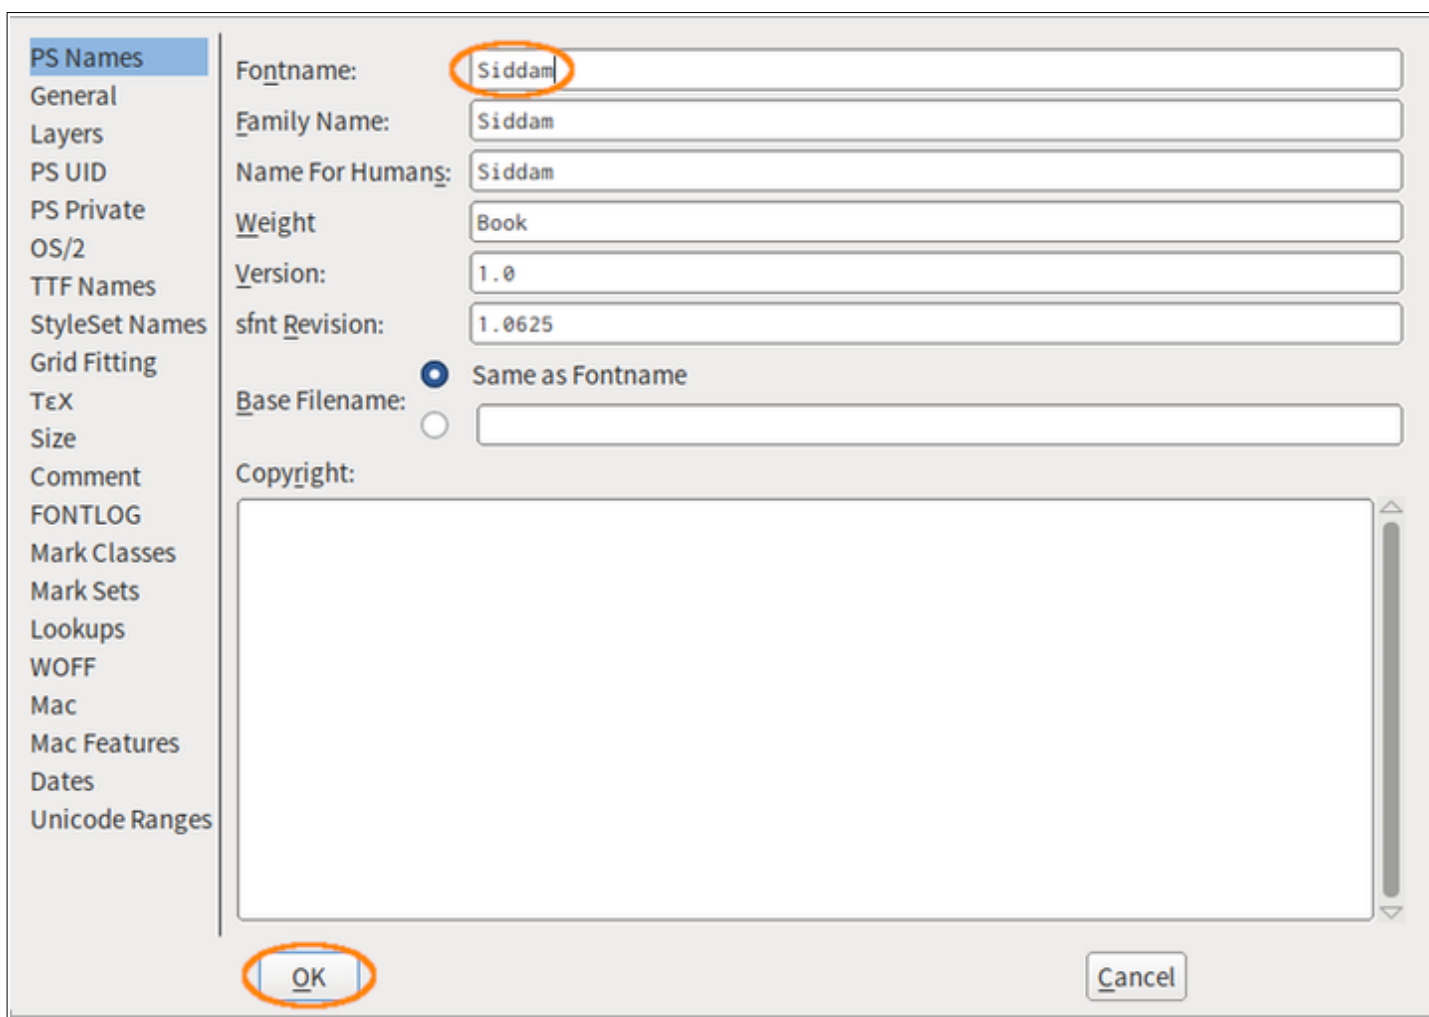 PS Names
General
Layers
PS UID
PS Private
OS/2
TTF Names
StyleSet Names
Grid Fitting
ΤεΧ
Size
Comment
FONTLOG
Mark Classes
Mark Sets
Lookups
WOFF
Mac
Mac Features
Dates
Unicode Ranges
Fontname: Siddam
Family Name: Siddam
Name For Humans: Siddam
Weight Book
Version: 1.0
sfnt Revision: 1.0625
Same as Fontname
Base Filename:
Copyright:
OK Cancel